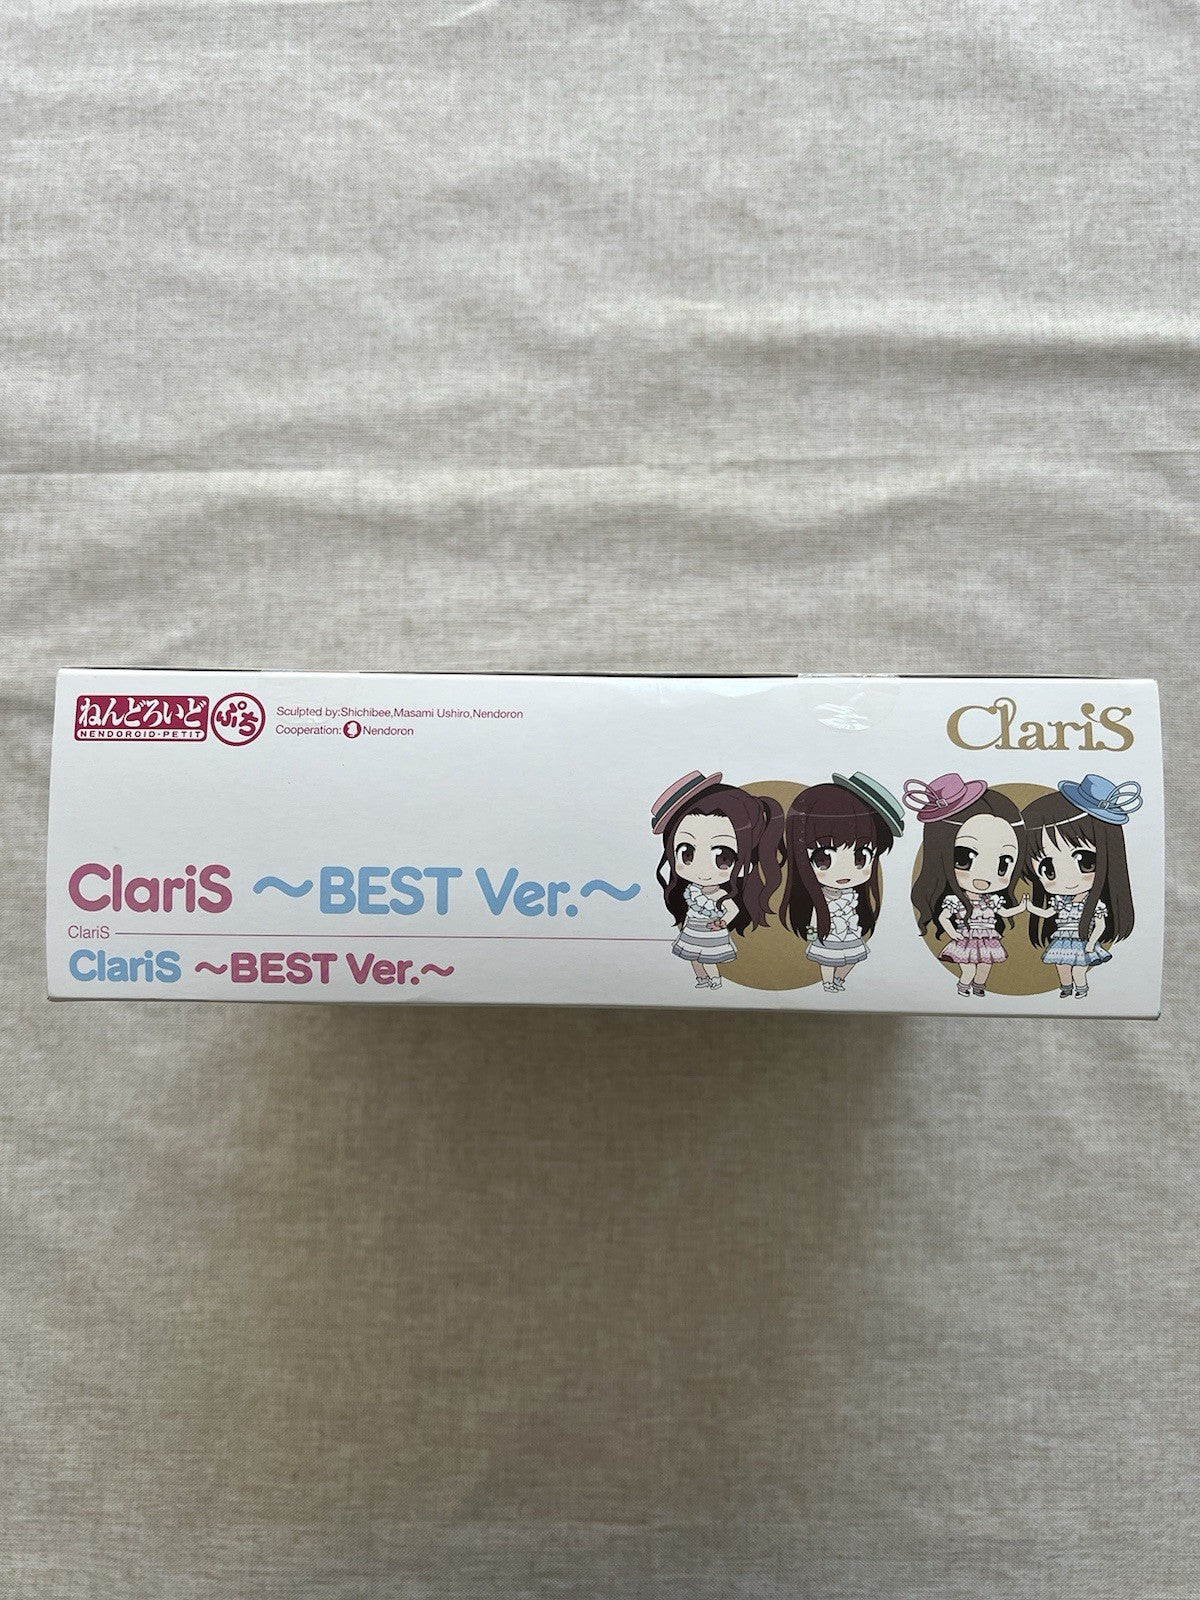 ねんどろいど ぷち
NENDOROID·PETIT
Sculpted by:Shichibee,Masami Ushiro,Nendoron
Cooperation: Nendoron
ClariS
ClariS ～BEST Ver.～
ClariS
ClariS ～BEST Ver.～